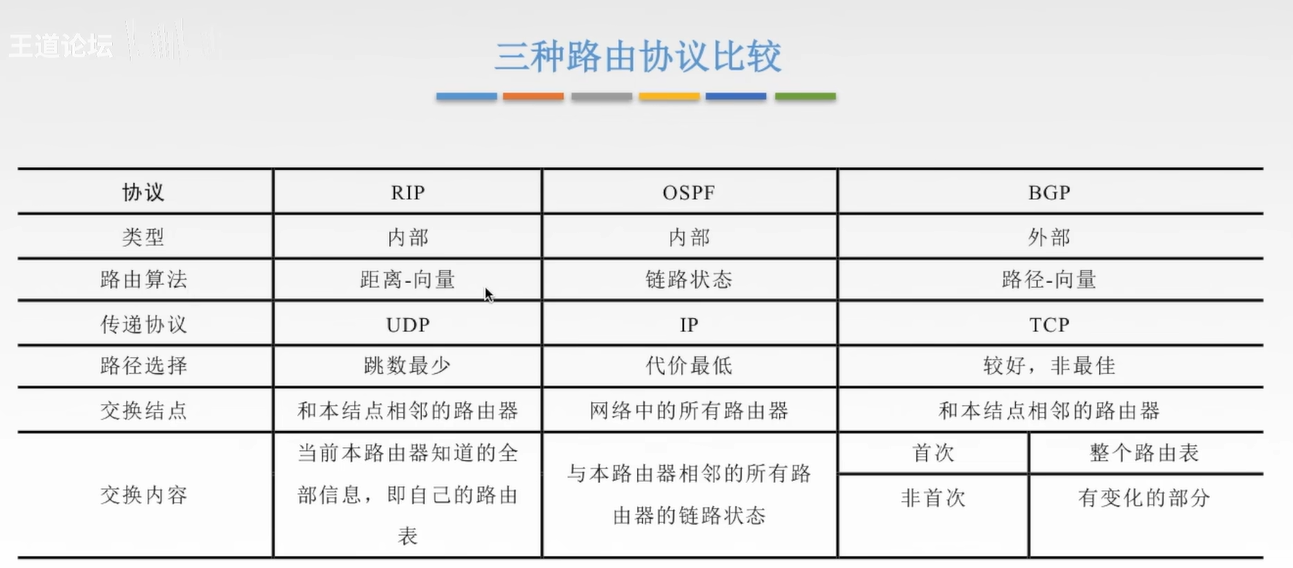 王道论坛
三种路由协议比较
协议 RIP OSPF BGP
类型 内部 内部 外部
路由算法 距离-向量 链路状态 路径-向量
传递协议 UDP IP TCP
路径选择 跳数最少 代价最低 较好，非最佳
交换结点 和本结点相邻的路由器 网络中的所有路由器 和本结点相邻的路由器
交换内容
当前本路由器知道的全
部信息，即自己的路由
表
与本路由器相邻的所有路
由器的链路状态
首次 整个路由表
非首次 有变化的部分